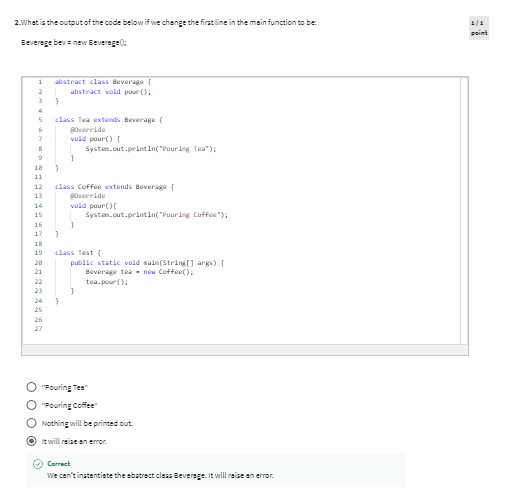 2.What is the output of the code below if we change the first line in the main function to be:
1/1
point
Beverage bev = new Beverage();
1 abstract class Beverage {
2 abstract void pour();
3 }
4
5 class Tea extends Beverage {
6 @Override
7 void pour() {
8 System.out.println("Pouring Tea");
9 }
10 }
11
12 class Coffee extends Beverage {
13 @Override
14 void pour(){
15 System.out.println("Pouring Coffee");
16 }
17 }
18
19 class Test {
20 public static void main(String[] args) {
21 Beverage tea = new Coffee();
22 tea.pour();
23 }
24 }
25
26
27
"Pouring Tea"
"Pouring Coffee"
Nothing will be printed out.
It will raise an error.
Correct
We can't instantiate the abstract class Beverage. It will raise an error.